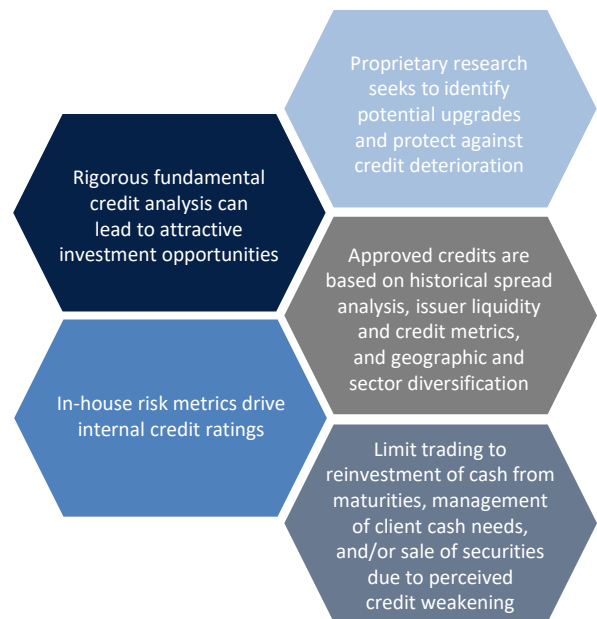 Proprietary research
seeks to identify
potential upgrades
and protect against
credit deterioration
Rigorous fundamental
credit analysis can
lead to attractive
investment opportunities
Approved credits are
based on historical spread
analysis, issuer liquidity
and credit metrics,
and geographic and
sector diversification
In-house risk metrics drive
internal credit ratings
Limit trading to
reinvestment of cash from
maturities, management
of client cash needs,
and/or sale of securities
due to perceived
credit weakening